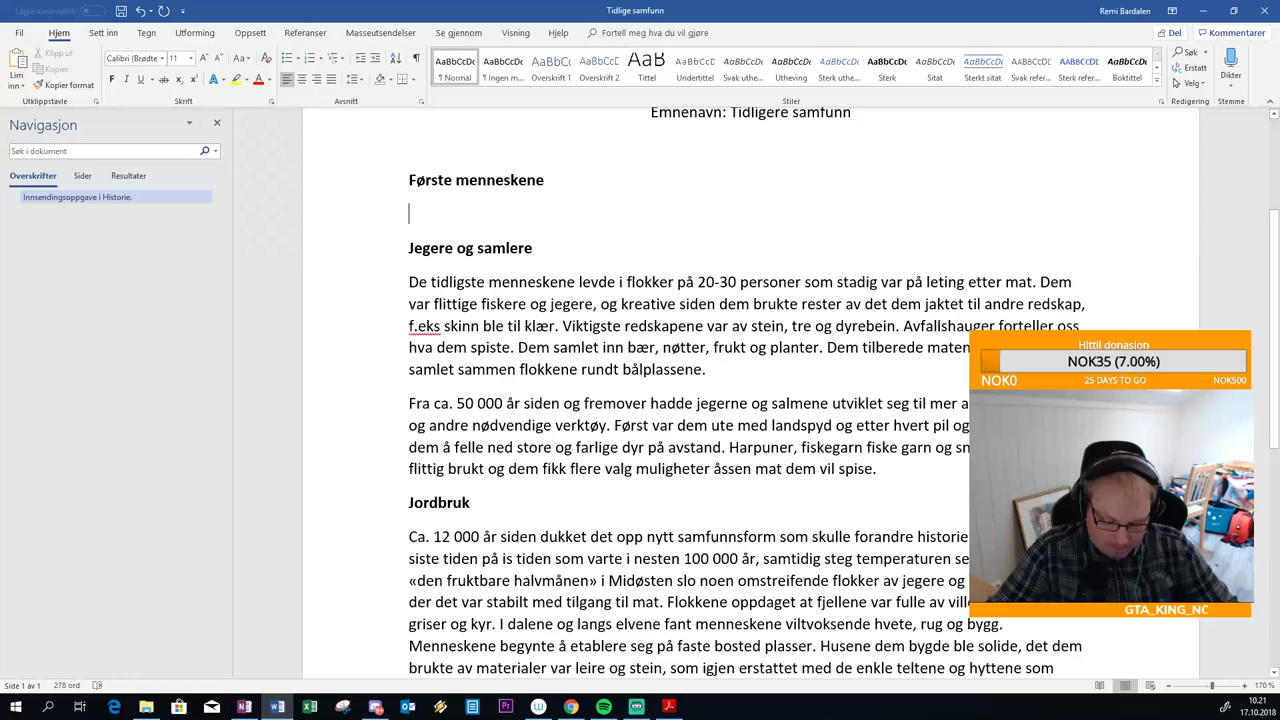 Lagre automatisk
Tidlige samfunn
Remi Bardalen
Fil Hjem Sett inn Tegn Utforming Oppsett Referanser Masseutsendelser Se gjennom Visning Hjelp Fortell meg hva du vil gjøre Del Kommentarer
Lim inn
Klipp ut
Kopier
Kopier format
Calibri (Brødte 11
AaBbCcDc AaBbCcDc AaBbCc AaBbCcD AaB AaBbCcD AaBbCcDc AaBbCcDc AaBbCcDc AaBbCcDc AaBbCcDc AaBbCcDc AaBbCcDc AaBbCcDc AaBbCcDc
¶ Normal ¶ Ingen m... Overskrift 1 Overskrift 2 Tittel Undertittel Svak uthe... Utheving Sterk uthe... Sterk Sitat Sterkt sitat Svak refer... Sterk refer... Boktittel
Søk
Erstatt
Velg
Dikter
Utklippstavle Skrift Avsnitt Stiler Redigering Stemme
Navigasjon
Søk i dokument
Overskrifter Sider Resultater
Innsendingsoppgave i Historie.
Emnenavn: Tidligere samfunn
Første menneskene
Jegere og samlere
De tidligste menneskene levde i flokker på 20-30 personer som stadig var på leting etter mat. Dem
var flittige fiskere og jegere, og kreative siden dem brukte rester av det dem jaktet til andre redskap,
f.eks skinn ble til klær. Viktigste redskapene var av stein, tre og dyrebein. Avfallshauger forteller oss
hva dem spiste. Dem samlet inn bær, nøtter, frukt og planter. Dem tilberede maten
samlet sammen flokkene rundt bålplassene.
Fra ca. 50 000 år siden og fremover hadde jegerne og salmene utviklet seg til mer a
og andre nødvendige verktøy. Først var dem ute med landspyd og etter hvert pil og
dem å felle ned store og farlige dyr på avstand. Harpuner, fiskegarn fiske garn og sn
flittig brukt og dem fikk flere valg muligheter åssen mat dem vil spise.
Jordbruk
Ca. 12 000 år siden dukket det opp nytt samfunnsform som skulle forandre historie
siste tiden på is tiden som varte i nesten 100 000 år, samtidig steg temperaturen se
«den fruktbare halvmånen» i Midøsten slo noen omstreifende flokker av jegere og
der det var stabilt med tilgang til mat. Flokkene oppdaget at fjellene var fulle av ville
griser og kyr. I dalene og langs elvene fant menneskene viltvoksende hvete, rug og bygg.
Menneskene begynte å etablere seg på faste bosted plasser. Husene dem bygde ble solide, det dem
brukte av materialer var leire og stein, som igjen erstattet med de enkle teltene og hyttene som
Hittil donasjon
NOK35 (7.00%)
NOK0 25 DAYS TO GO NOK500
GTA_KING_NC
Side 1 av 1 278 ord
170 %
10.21
17.10.2018